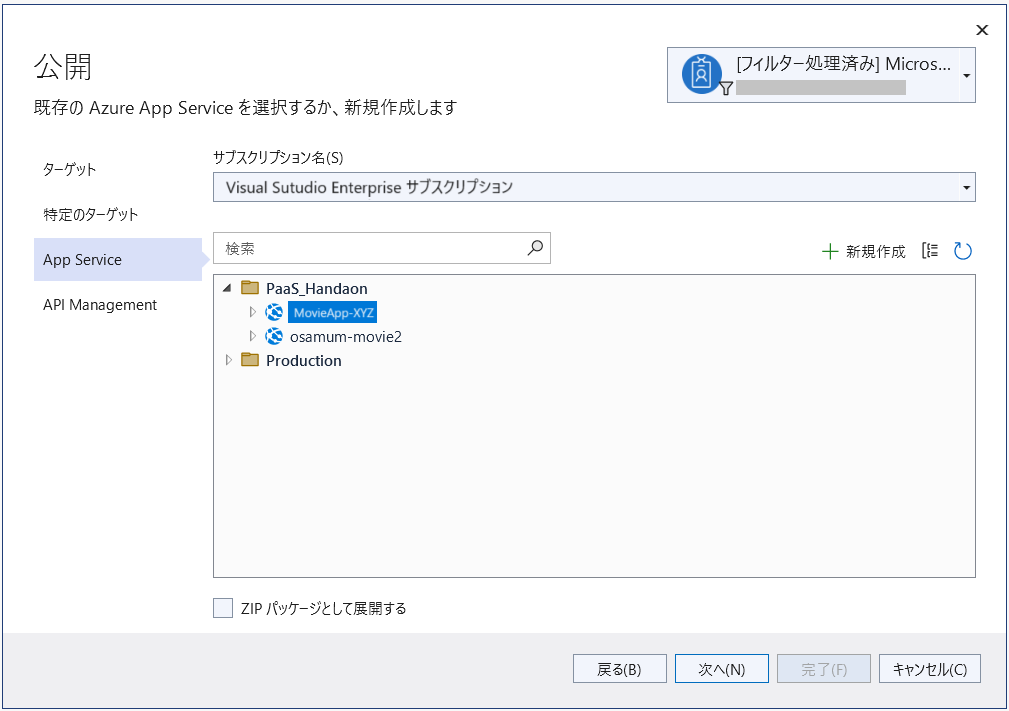 公開
[フィルター処理済み] Micros...
既存の Azure App Service を選択するか、新規作成します
ターゲット
特定のターゲット
App Service
API Management
サブスクリプション名(S)
Visual Sutudio Enterprise サブスクリプション
検索
新規作成
PaaS_Handaon
MovieApp-XYZ
osamum-movie2
Production
ZIP パッケージとして展開する
戻る(B)
次へ(N)
完了(F)
キャンセル(C)